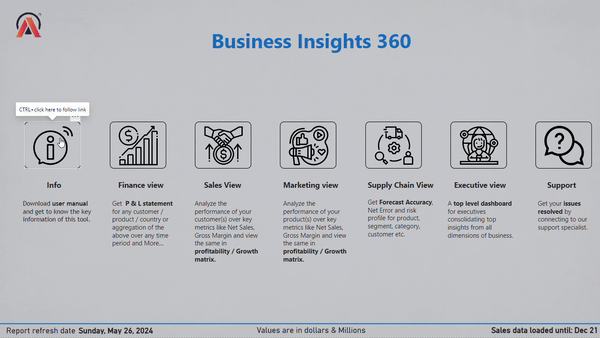 Business Insights 360
CTRL+ click here to follow link
Info
Download user manual
and get to know the key
information of this tool.
Finance view
Get P & L statement
for any customer /
product / country or
aggregation of the
above over any time
period and More...
Sales View
Analyze the
performance of your
customer(s) over key
metrics like Net Sales,
Gross Margin and view
the same in
profitability / Growth
matrix.
Marketing view
Analyze the
performance of your
product(s) over key
metrics like Net Sales,
Gross Margin and view
the same in
profitability / Growth
matrix.
Supply Chain View
Get Forecast Accuracy,
Net Error and risk
profile for product,
segment, category,
customer etc.
Executive view
A top level dashboard
for executives
consolidating top
insights from all
dimensions of business.
Support
Get your issues
resolved by
connecting to our
support specialist.
Report refresh date Sunday, May 26, 2024
Values are in dollars & Millions
Sales data loaded until: Dec 21